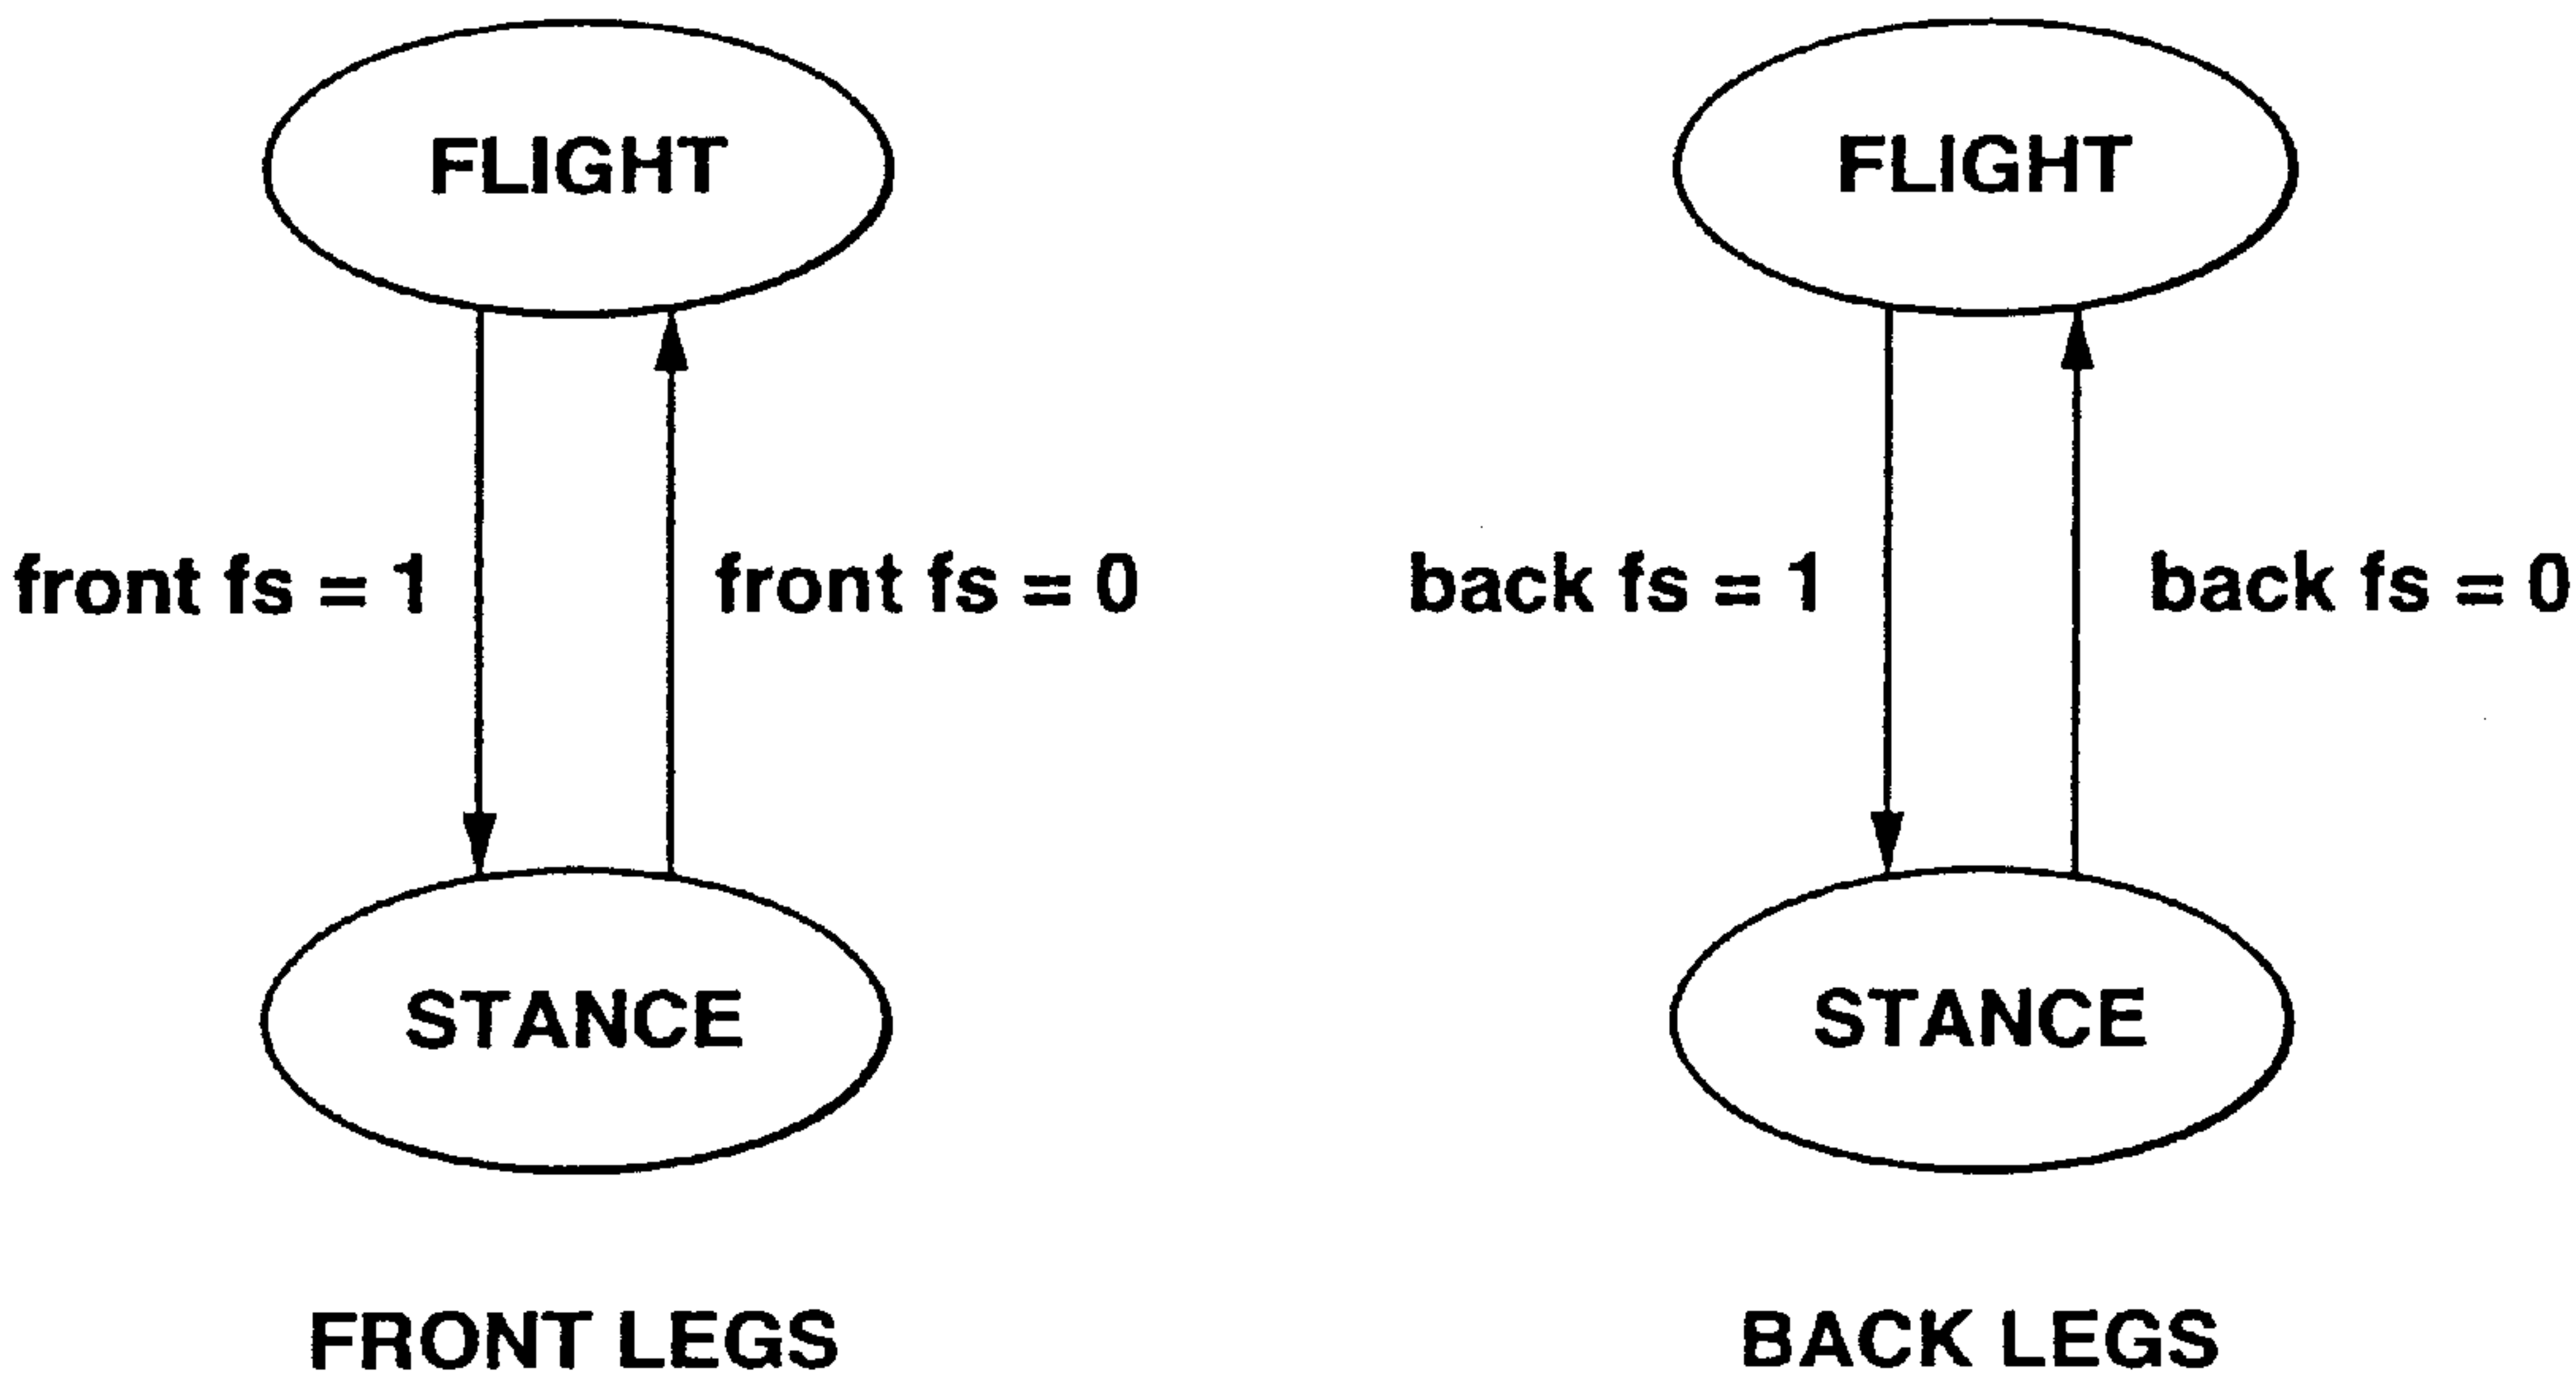 FLIGHT
FLIGHT
front fs = 1
front fs = 0
back fs = 1
back fs = 0
STANCE
STANCE
FRONT LEGS
BACK LEGS